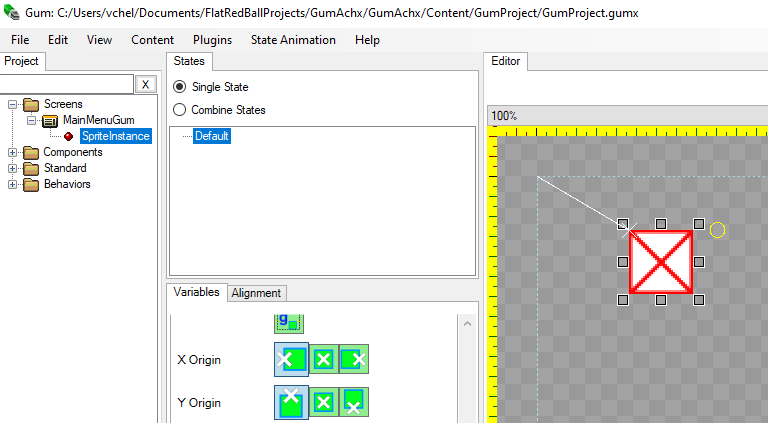 Gum: C:/Users/vchel/Documents/FlatRedBallProjects/GumAchx/GumAchx/Content/GumProject/GumProject.gumx
File Edit View Content Plugins State Animation Help
Project
X
Screens
MainMenuGum
SpriteInstance
Components
Standard
Behaviors
States
Single State
Combine States
Default
Variables Alignment
g
X Origin
Y Origin
Editor
100%